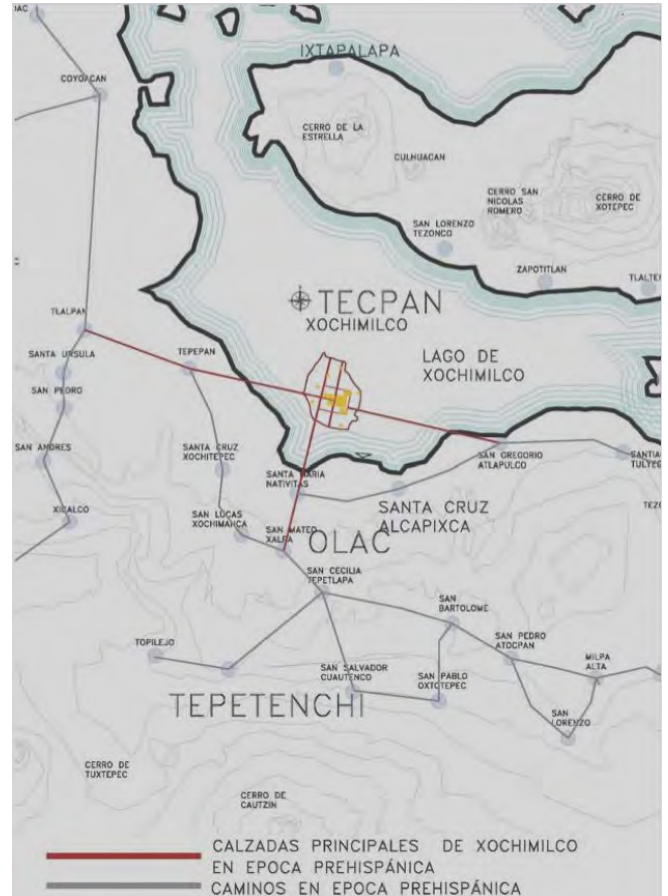 IXTAPALAPA
COYOACAN
CERRO DE LA
ESTRELLA
CULHUACAN
CERRO SAN
NICOLAS
ROMERO
CERRO DE
XOTEPEC
SAN LORENZO
TEZONCO
ZAPOTITLAN
TLALTE
TECPAN
XOCHIMILCO
TLALPAN
LAGO DE
XOCHIMILCO
SANTA URSULA
TEPEPAN
SAN PEDRO
SAN ANDRES
SANTA CRUZ
XOCHITEPEC
SANTA MARIA
NATIVITAS
SAN GREGORIO
ATLAPULCO
SANTIA
TULYE
SANTA CRUZ
ALCAPIXCA
TEZO
XICALCO
SAN LUCAS
XOCHIMANCA
SAN MATEO
XALPA
OLAC
SAN CECILIA
TEPETLAPA
SAN
BARTOLOME
SAN PEDRO
ATOCPAN
MILPA
ALTA
TOPILEJO
SAN SALVADOR
CUAUTENCO
SAN PABLO
OXTOTEPEC
SAN
LORENZO
TEPETENCHI
CERRO DE
TUXTEPEC
CERRO DE
CAUTZIN
CALZADAS PRINCIPALES DE XOCHIMILCO
EN EPOCA PREHISPÁNICA
CAMINOS EN EPOCA PREHISPÁNICA